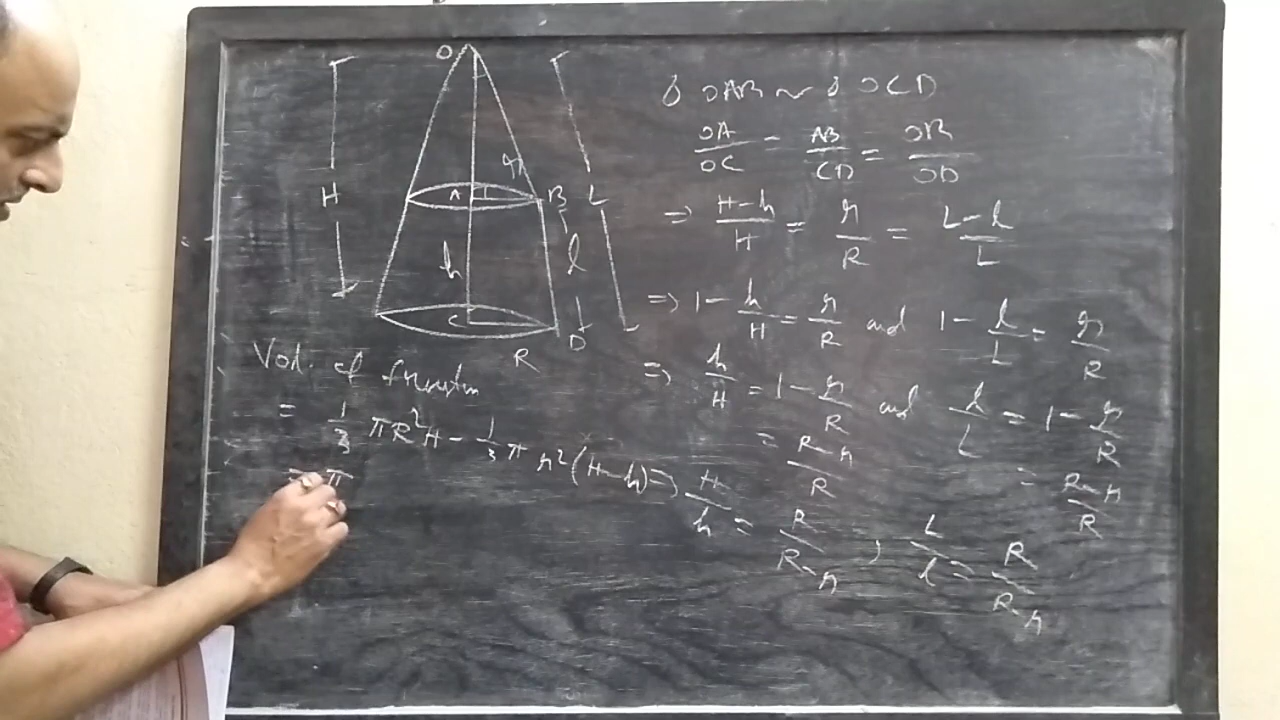 O
H
A
B
L
h
l
C
D
R
r
Vol. of frustum
= 1/3 πR²H - 1/3 π r² (H-h)
= π
Δ OAB ~ Δ OCD
OA/OC = AB/CD = OB/OD
⇒ H-h/H = r/R = L-l/L
⇒ 1 - h/H = r/R and 1 - l/L = r/R
⇒ h/H = 1 - r/R and l/L = 1 - r/R
= R-r/R = R-r/R
⇒ H/h = R/R-r , L/l = R/R-r